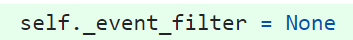 self._event_filter = None